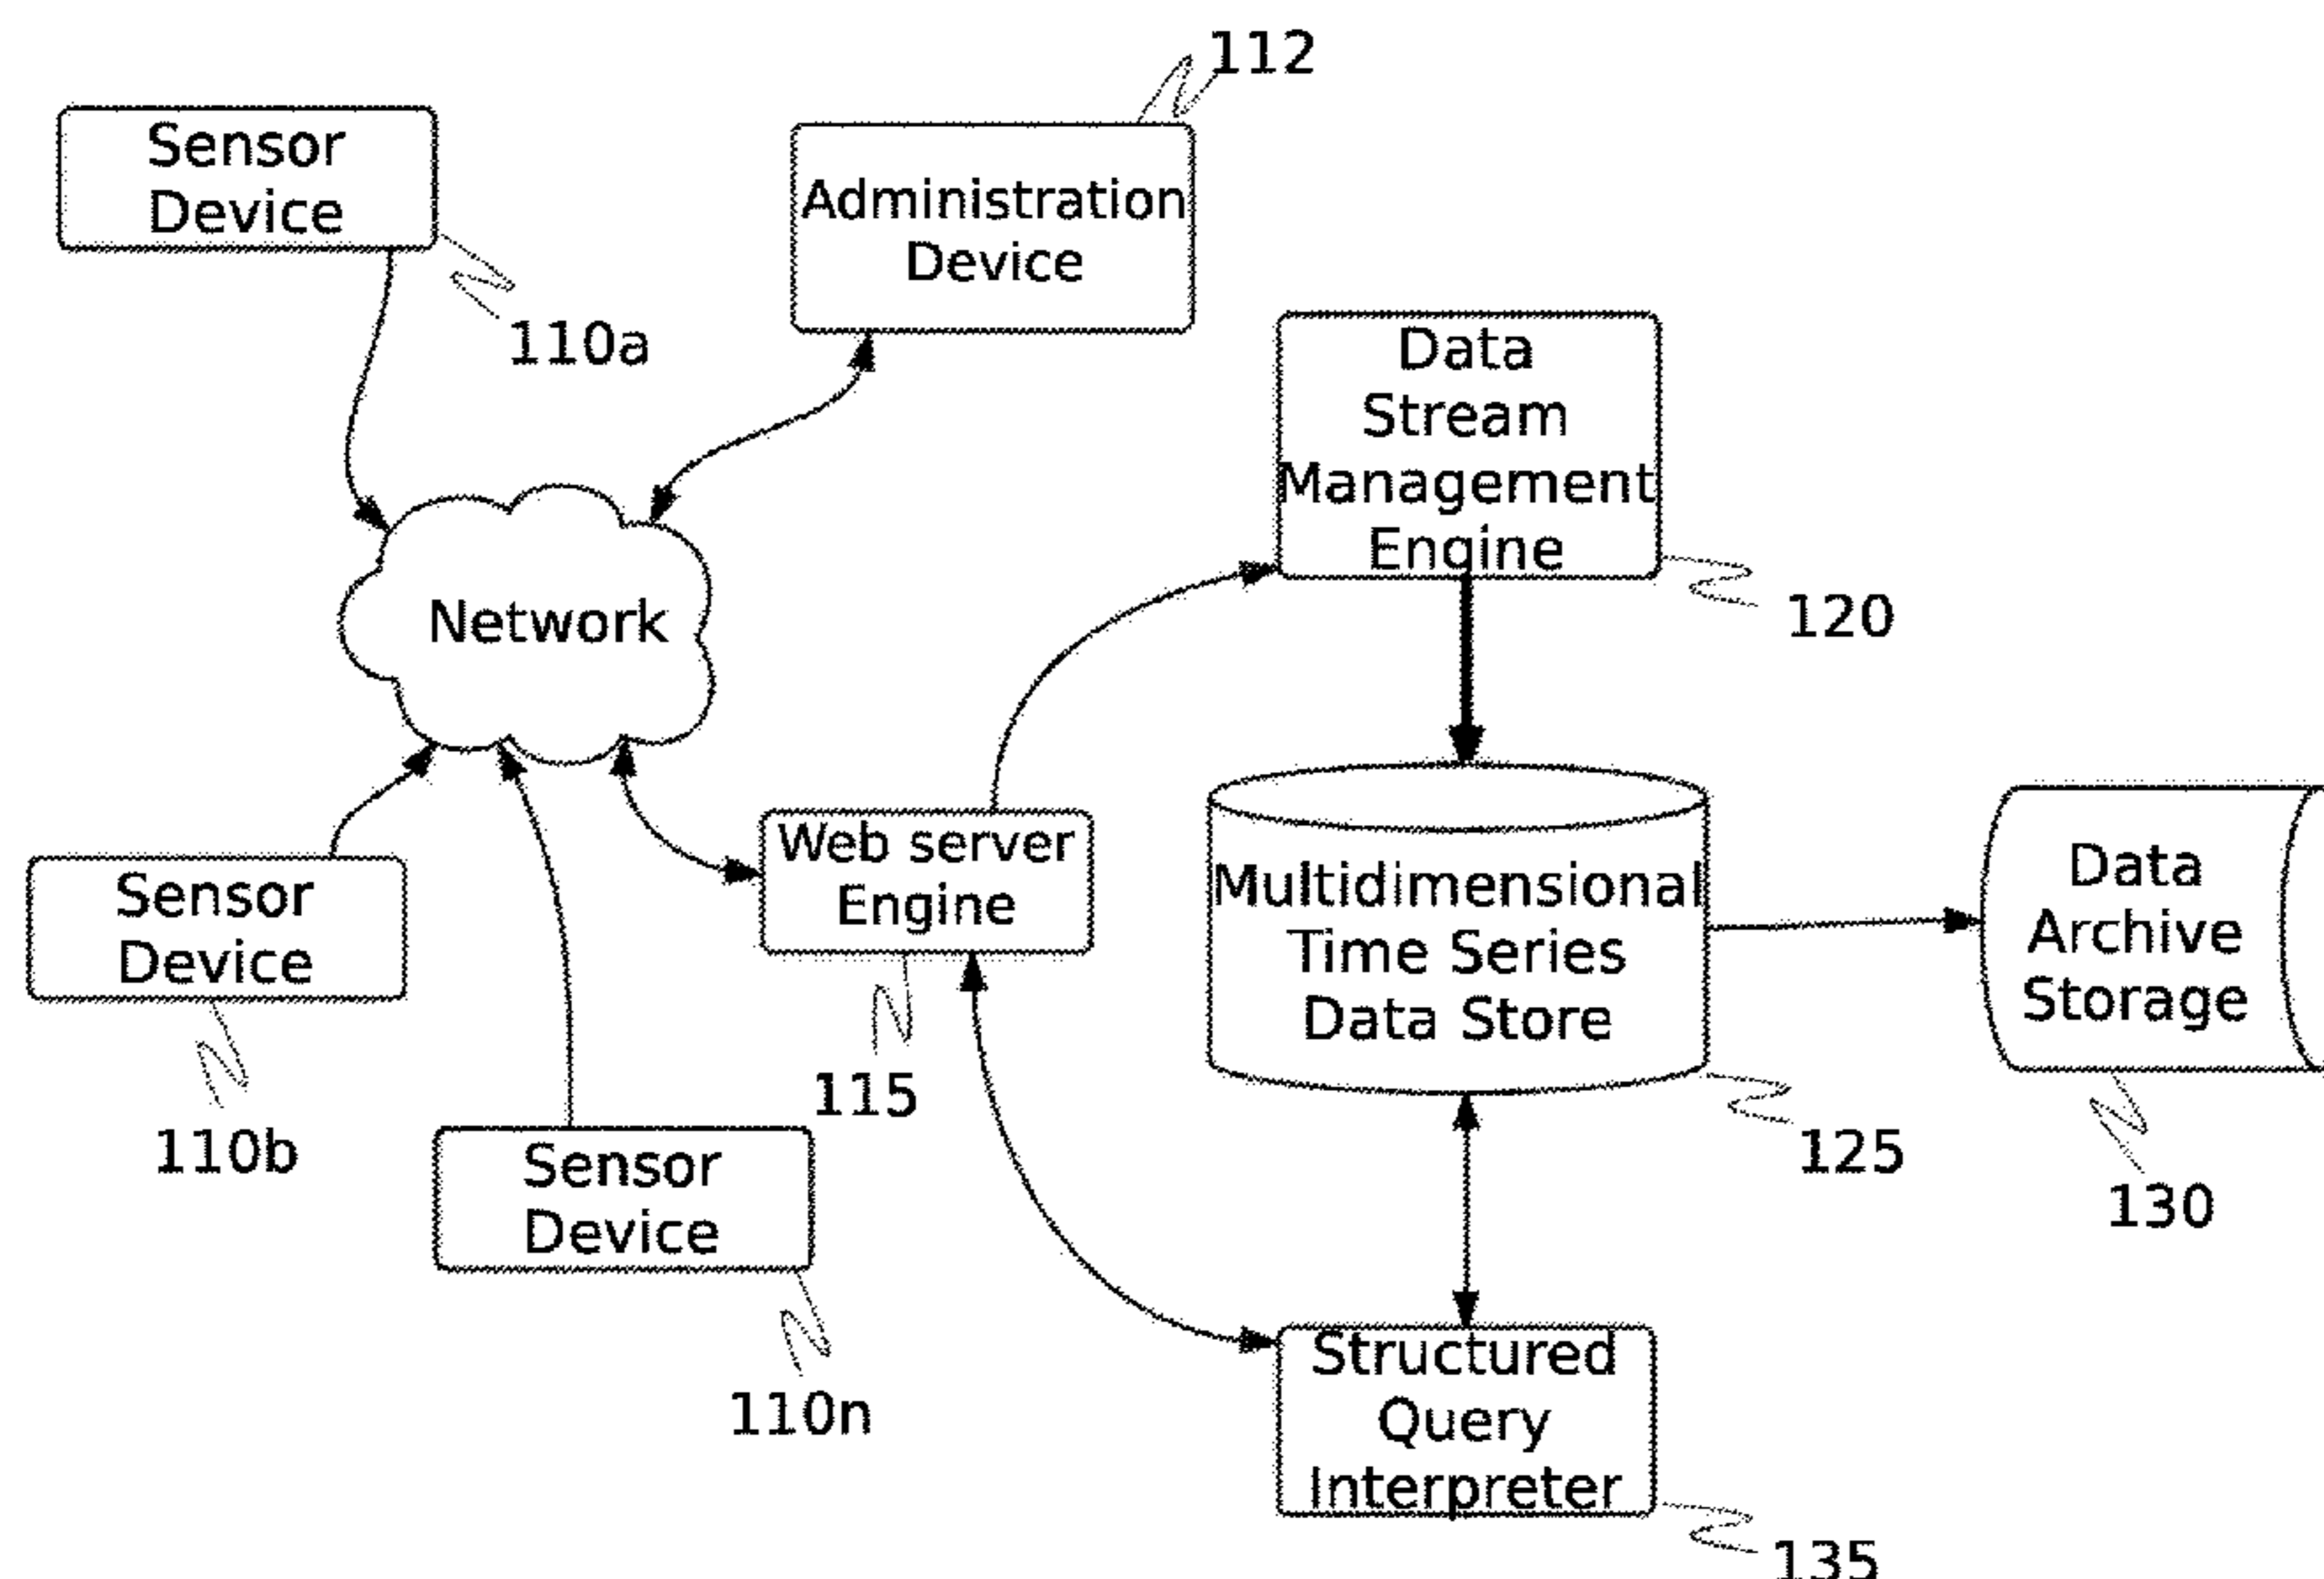 112
Sensor
Device
110a
Administration
Device
Data
Stream
Management
Engine
120
Network
Web server
Engine
115
Multidimensional
Time Series
Data Store
125
Data
Archive
Storage
130
Sensor
Device
110b
Sensor
Device
110n
Structured
Query
Interpreter
135